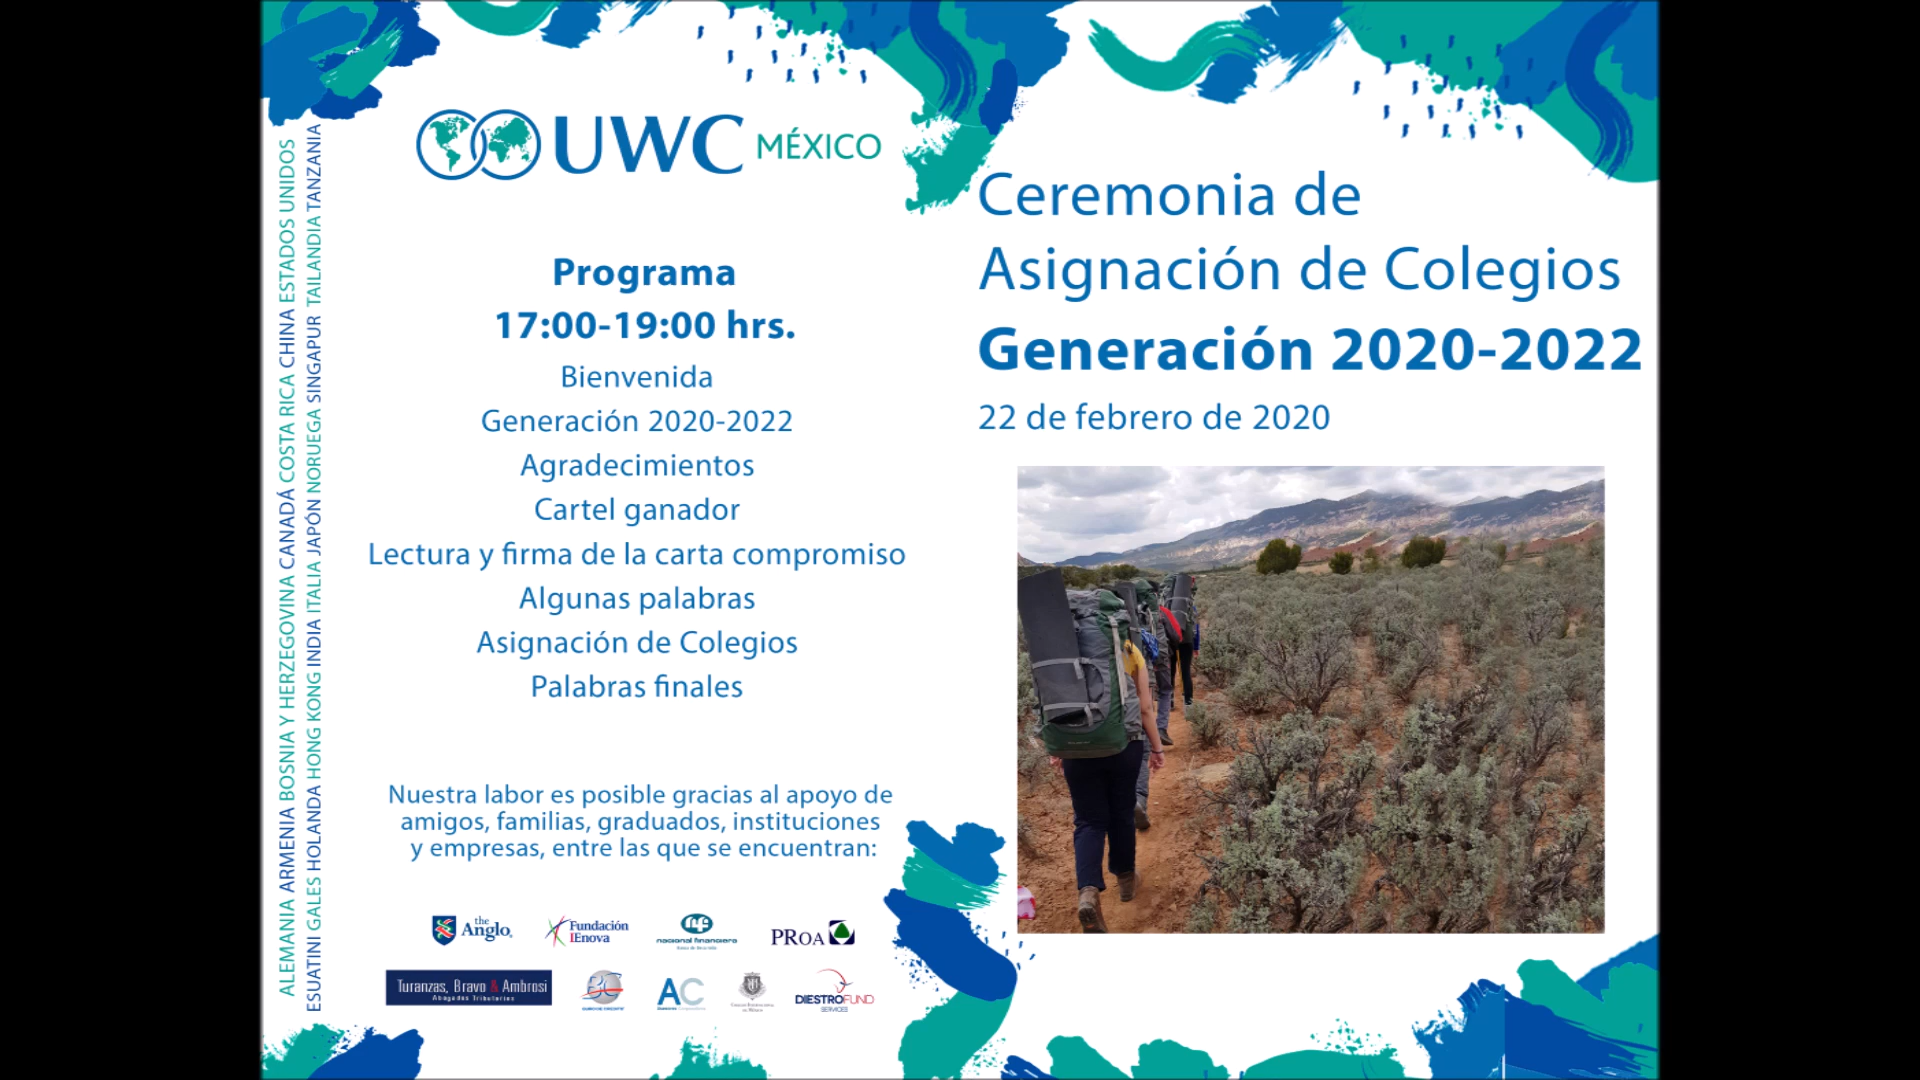 ALEMANIA ARMENIA BOSNIA Y HERZEGOVINA CANADÁ COSTA RICA CHINA ESTADOS UNIDOS
ESUATINI GALES HOLANDA HONG KONG INDIA ITALIA JAPÓN NORUEGA SINGAPUR TAILANDIA TANZANIA
UWC MÉXICO
Programa
17:00-19:00 hrs.
Bienvenida
Generación 2020-2022
Agradecimientos
Cartel ganador
Lectura y firma de la carta compromiso
Algunas palabras
Asignación de Colegios
Palabras finales
Nuestra labor es posible gracias al apoyo de
amigos, familias, graduados, instituciones
y empresas, entre las que se encuentran:
the
Anglo
Fundación
IEnova
nacional financiera
PROA
Turanzas, Bravo & Ambrosi
Abogados Tributarios
AC
DIESTROFUND
SERVICES
Ceremonia de
Asignación de Colegios
Generación 2020-2022
22 de febrero de 2020